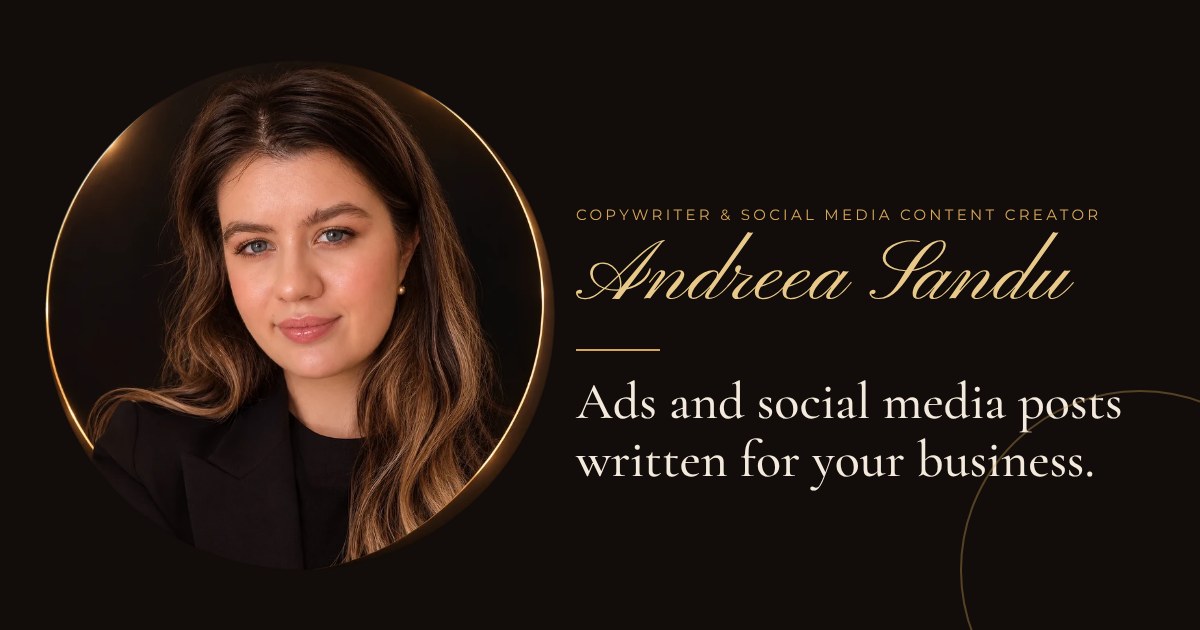 COPYWRITER & SOCIAL MEDIA CONTENT CREATOR
Andreea Sandu
Ads and social media posts
written for your business.